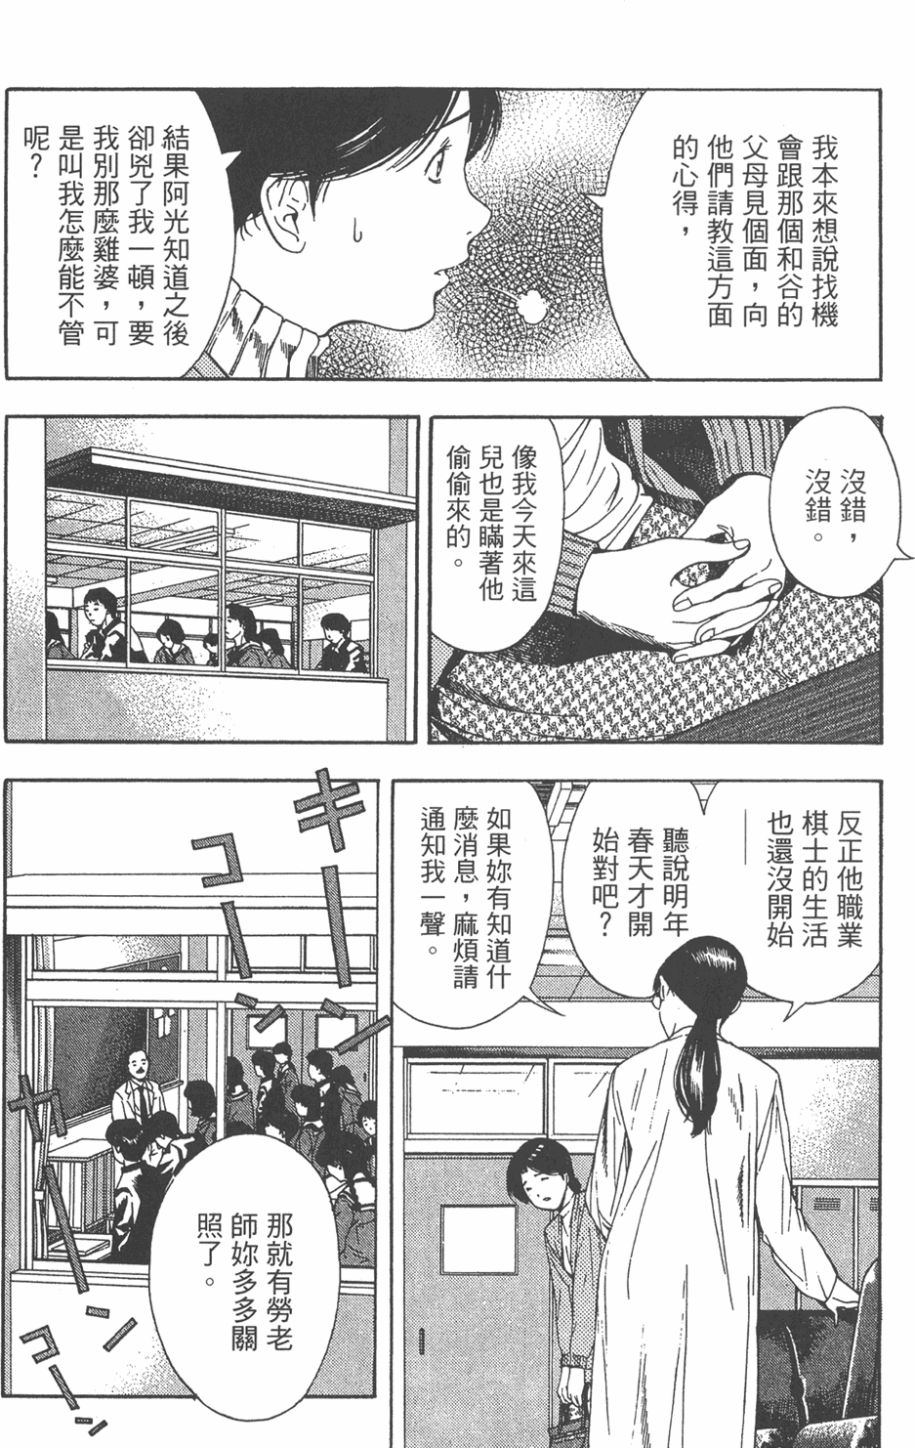 我本來想說找機
會跟那個和谷的
父母見個面，向
他們請教這方面
的心得，
結果阿光知道之後
卻兇了我一頓，要
我別那麼雞婆，可
是叫我怎麼能不管
呢？
沒錯，
沒錯。
像我今天來這
兒也是瞞著他
偷偷來的。
反正他職業
棋士的生活
也還沒開始
——
聽說明年
春天才開
始對吧？
如果妳有知道什
麼消息，麻煩請
通知我一聲。
キーン
コーン
那就有勞老
師妳多多關
照了。